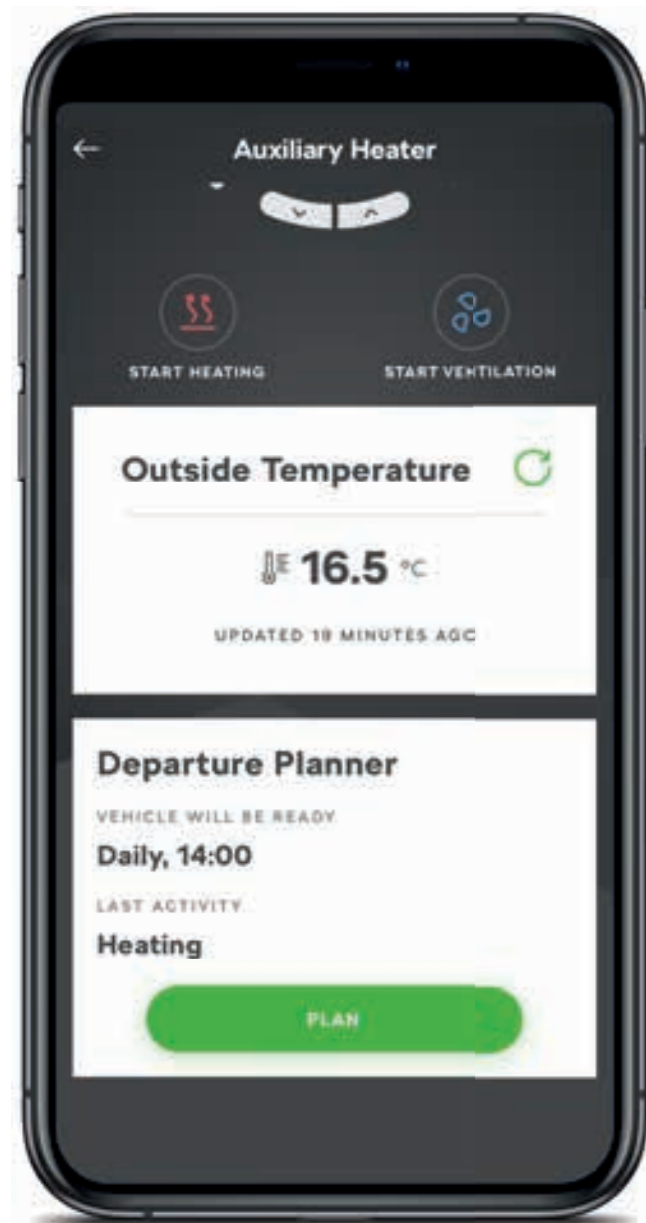 Auxiliary Heater
START HEATING
START VENTILATION
Outside Temperature
16.5 °C
UPDATED 19 MINUTES AGO
Departure Planner
VEHICLE WILL BE READY
Daily, 14:00
LAST ACTIVITY
Heating
PLAN